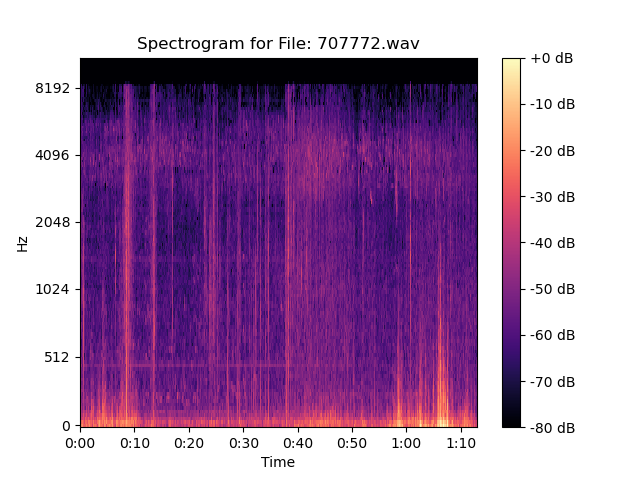 Spectrogram for File: 707772.wav
8192
4096
2048
1024
512
0
Hz
0:00
0:10
0:20
0:30
0:40
0:50
1:00
1:10
Time
+0 dB
-10 dB
-20 dB
-30 dB
-40 dB
-50 dB
-60 dB
-70 dB
-80 dB